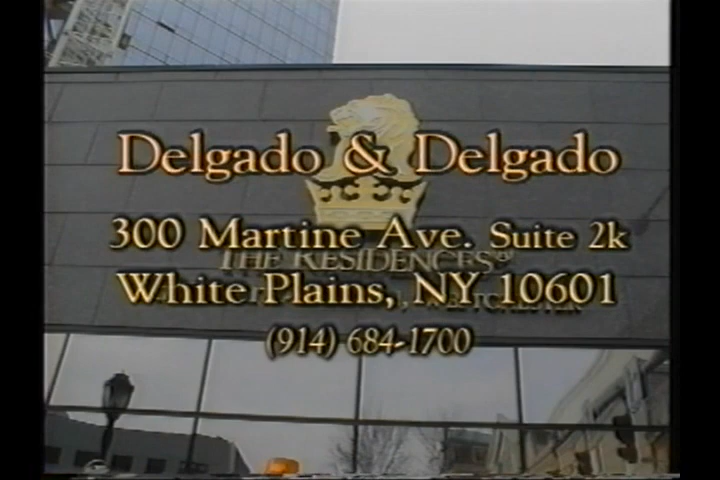 Delgado & Delgado
300 Martine Ave. Suite 2k
THE RESIDENCES
White Plains, NY 10601
(914) 684-1700